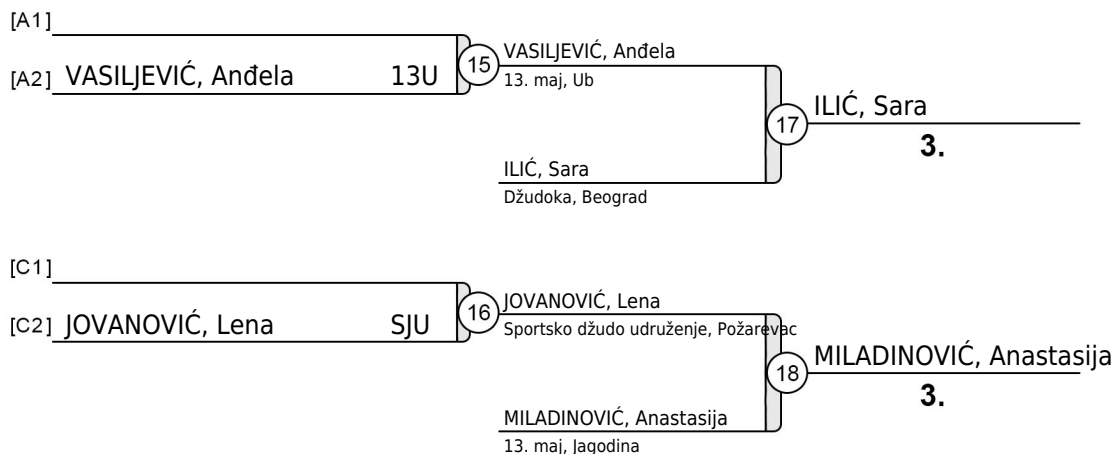 [A1]
[A2] VASILJEVIĆ, Anđela 13U
15
VASILJEVIĆ, Anđela
13. maj, Ub
ILIĆ, Sara
Džudoka, Beograd
17
ILIĆ, Sara
3.
[C1]
[C2] JOVANOVIĆ, Lena SJU
16
JOVANOVIĆ, Lena
Sportsko džudo udruženje, Požarevac
MILADINOVIĆ, Anastasija
13. maj, Jagodina
18
MILADINOVIĆ, Anastasija
3.